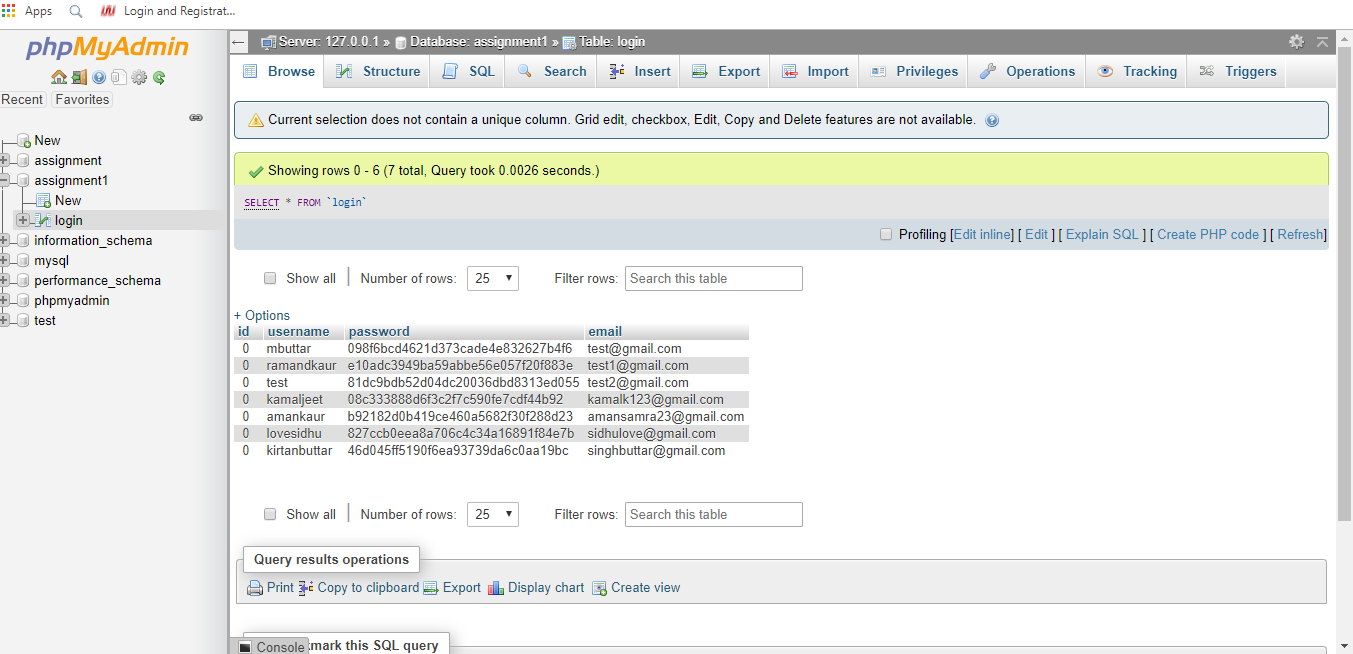 Apps Login and Registrat...
phpMyAdmin
Recent Favorites
New
assignment
assignment1
New
login
information_schema
mysql
performance_schema
phpmyadmin
test
Server: 127.0.0.1 » Database: assignment1 » Table: login
Browse Structure SQL Search Insert Export Import Privileges Operations Tracking Triggers
Current selection does not contain a unique column. Grid edit, checkbox, Edit, Copy and Delete features are not available.
Showing rows 0 - 6 (7 total, Query took 0.0026 seconds.)
SELECT * FROM `login`
Profiling [Edit inline] [ Edit ] [ Explain SQL ] [ Create PHP code ] [ Refresh]
Show all Number of rows: 25 Filter rows: Search this table
+ Options
id username password email
0 mbuttar 098f6bcd4621d373cade4e832627b4f6 test@gmail.com
0 ramandkaur e10adc3949ba59abbe56e057f20f883e test1@gmail.com
0 test 81dc9bdb52d04dc20036dbd8313ed055 test2@gmail.com
0 kamaljeet 08c333888d6f3c2f7c590fe7cdf44b92 kamalk123@gmail.com
0 amankaur b92182d0b419ce460a5682f30f288d23 amansamra23@gmail.com
0 lovesidhu 827ccb0eea8a706c4c34a16891f84e7b sidhulove@gmail.com
0 kirtanbuttar 46d045ff5190f6ea93739da6c0aa19bc singhbuttar@gmail.com
Show all Number of rows: 25 Filter rows: Search this table
Query results operations
Print Copy to clipboard Export Display chart Create view
Console mark this SQL query